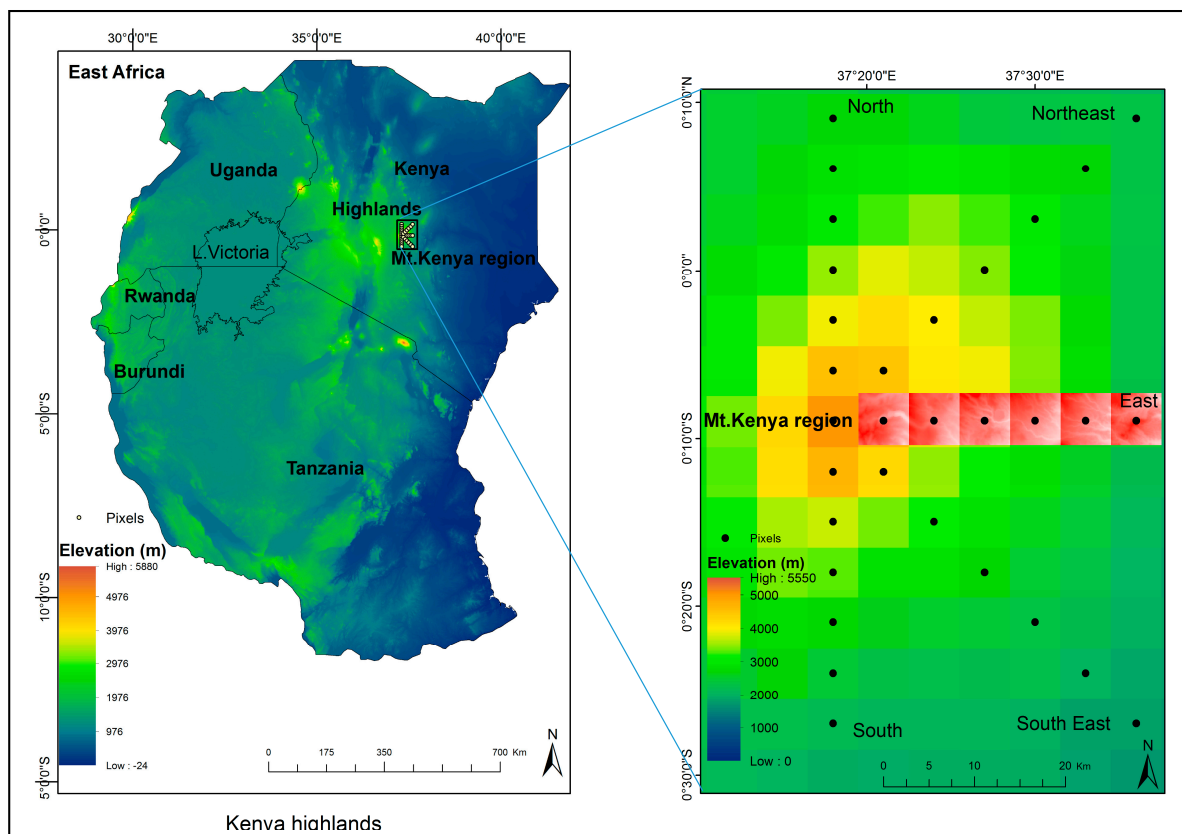 30°0'0"E 35°0'0"E 40°0'0"E
East Africa
Uganda
Kenya
Highlands
0°0'0"
L.Victoria
Mt.Kenya region
Rwanda
Burundi
5°0'0"S
Tanzania
Pixels
Elevation (m)
High : 5880
4976
3976
2976
1976
976
Low : -24
10°0'0"S
0 175 350 700 Km
N
5°0'0"S
Kenya highlands
37°20'0"E 37°30'0"E
0°10'0"N
North
Northeast
0°0'0"
East
Mt.Kenya region
0°10'0"S
Pixels
Elevation (m)
High : 5550
5000
4000
3000
2000
1000
Low : 0
0°20'0"S
South
South East
N
0 5 10 20 Km
0°30'0"S